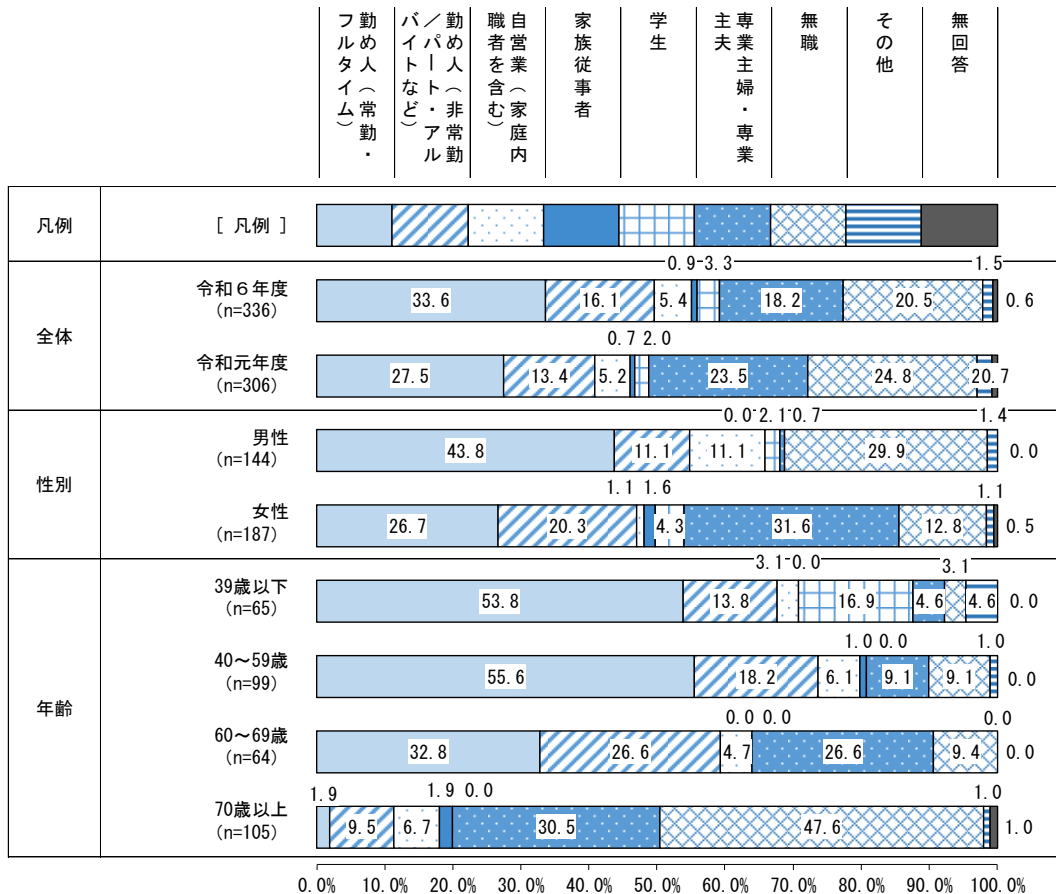 勤め人（常勤・
フルタイム）
勤め人（非常勤
／パート・アル
バイトなど）
自営業（家庭内
職者を含む）
家族従事者
学生
専業主婦・専業
主夫
無職
その他
無回答
凡例
[ 凡例 ]
全体
令和６年度
(n=336)
33.6 16.1 5.4 0.9 3.3 18.2 20.5 1.5 0.6
令和元年度
(n=306)
27.5 13.4 5.2 0.7 2.0 23.5 24.8 20.7
性別
男性
(n=144)
43.8 11.1 11.1 0.0 2.1 0.7 29.9 1.4 0.0
女性
(n=187)
26.7 20.3 1.1 1.6 4.3 31.6 12.8 1.1 0.5
年齢
39歳以下
(n=65)
53.8 13.8 3.1 0.0 16.9 4.6 3.1 4.6 0.0
40～59歳
(n=99)
55.6 18.2 6.1 1.0 0.0 9.1 9.1 1.0 0.0
60～69歳
(n=64)
32.8 26.6 4.7 0.0 0.0 26.6 9.4 0.0 0.0
70歳以上
(n=105)
1.9 9.5 6.7 1.9 0.0 30.5 47.6 1.0 1.0
0.0% 10.0% 20.0% 30.0% 40.0% 50.0% 60.0% 70.0% 80.0% 90.0% 100.0%